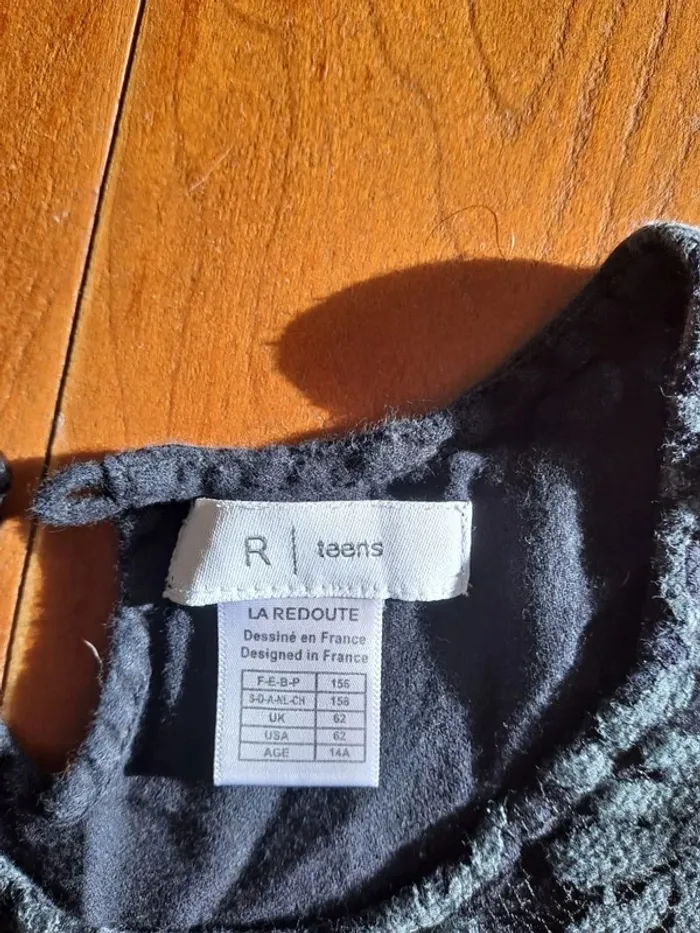 R | teens
LA REDOUTE
Dessiné en France
Designed in France
F-E-B-P 156
S-D-A-NL-CH 156
UK 62
USA 62
AGE 14A